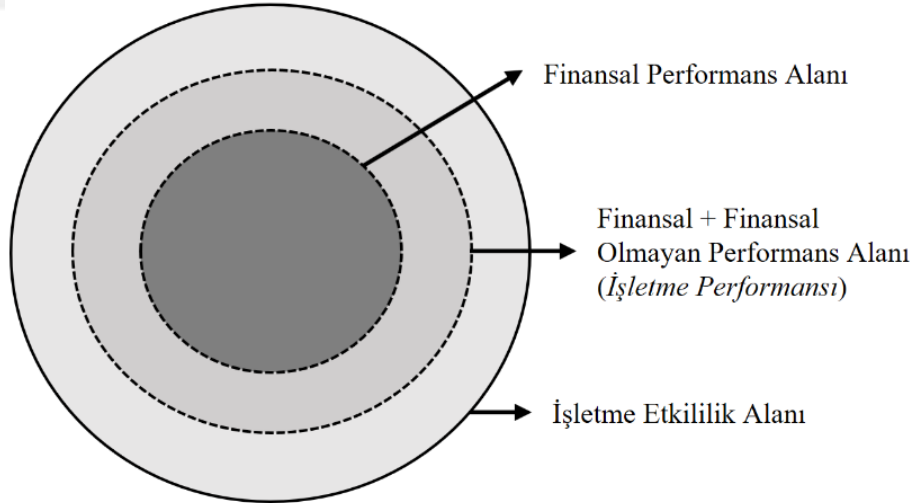 Finansal Performans Alanı
Finansal + Finansal
Olmayan Performans Alanı
(İşletme Performansı)
İşletme Etkililik Alanı